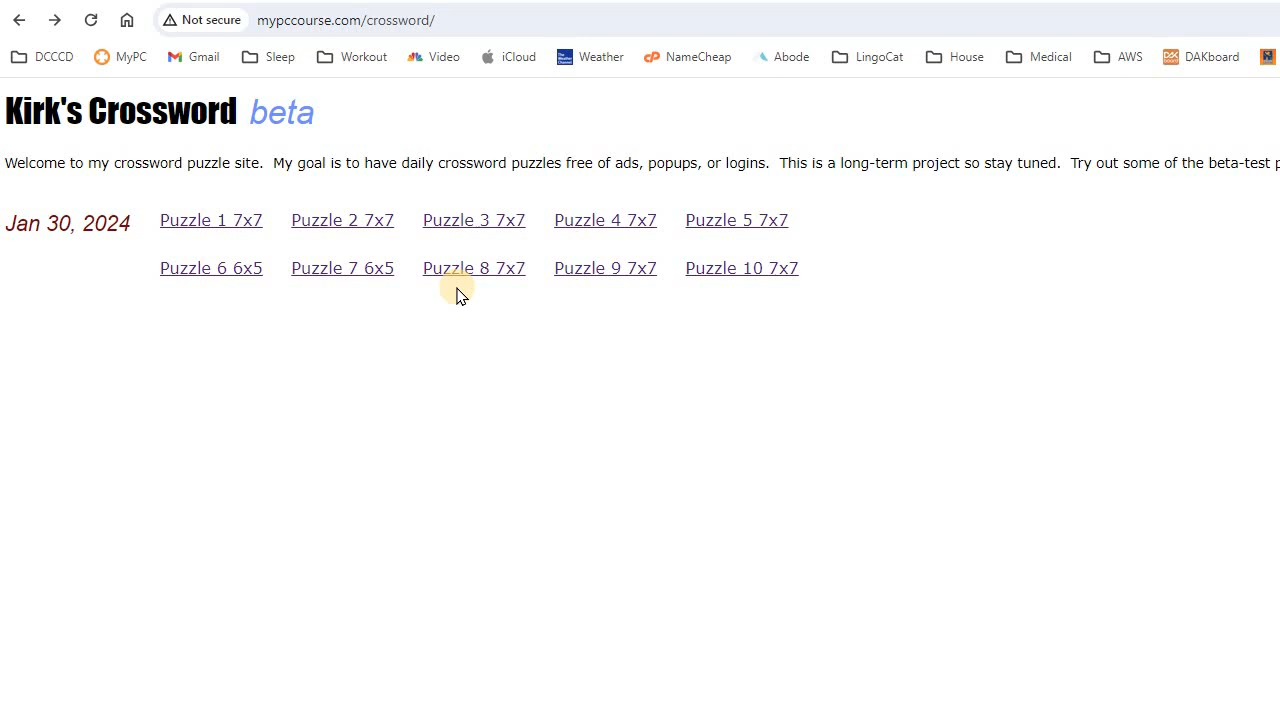 Not secure mypccourse.com/crossword/
DCCCD MyPC Gmail Sleep Workout Video iCloud Weather NameCheap Abode LingoCat House Medical AWS DAKboard
Kirk's Crossword beta
Welcome to my crossword puzzle site. My goal is to have daily crossword puzzles free of ads, popups, or logins. This is a long-term project so stay tuned. Try out some of the beta-test p
Jan 30, 2024 Puzzle 1 7x7 Puzzle 2 7x7 Puzzle 3 7x7 Puzzle 4 7x7 Puzzle 5 7x7
Puzzle 6 6x5 Puzzle 7 6x5 Puzzle 8 7x7 Puzzle 9 7x7 Puzzle 10 7x7